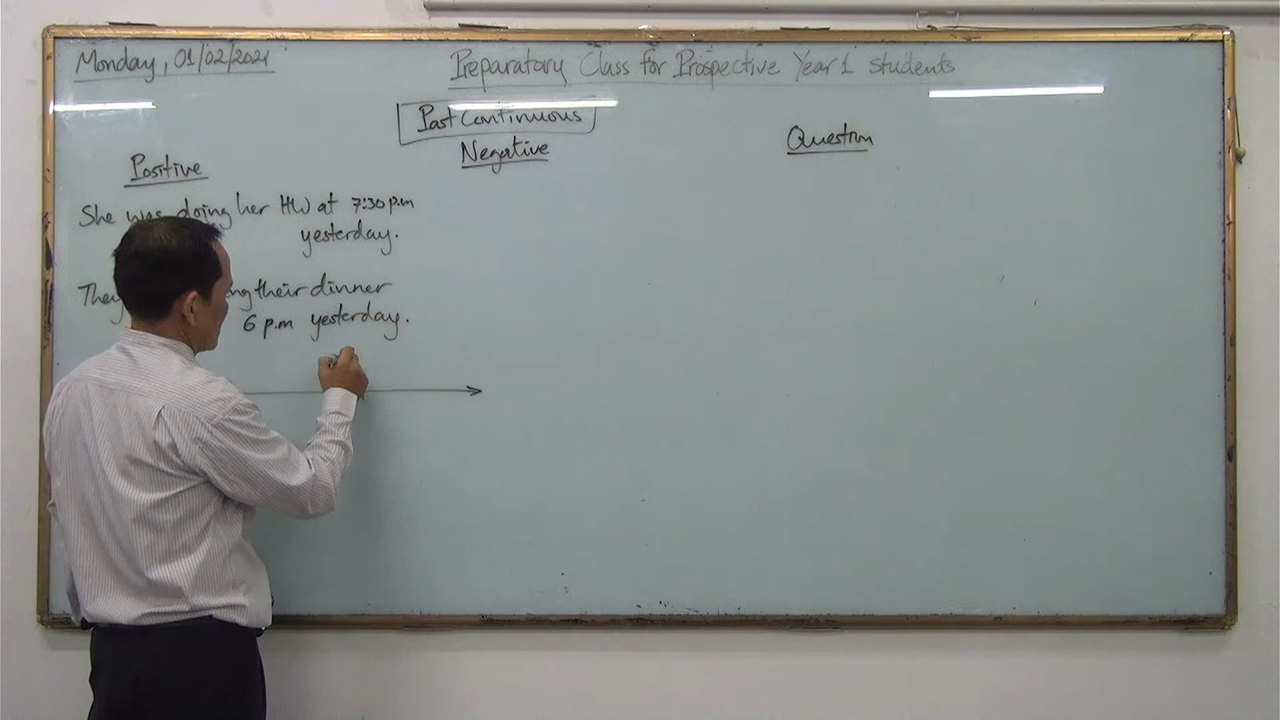 Monday, 01/02/2021
Preparatory Class for Prospective Year 1 students
Past Continuous
Positive
Negative
Question
She was doing her HW at 7:30 p.m
yesterday.
They their dinner
6 p.m yesterday.